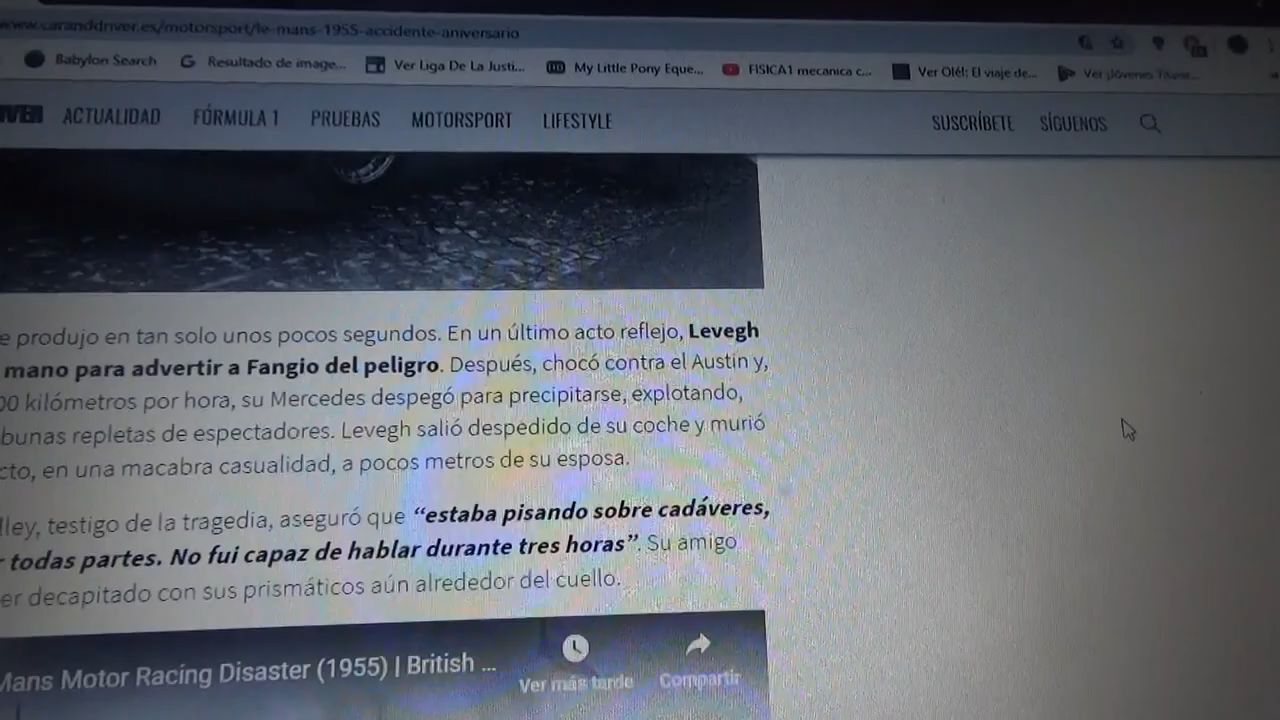 www.caranddriver.es/motorsport/le-mans-1955-accidente-aniversario
Babylon Search
Resultado de image...
Ver Liga De La Justi...
My Little Pony Eque...
FISICA1 mecanica c...
Ver Olé!: El viaje de...
Ver Jóvenes Titane...
ACTUALIDAD
FÓRMULA 1
PRUEBAS
MOTORSPORT
LIFESTYLE
SUSCRÍBETE
SÍGUENOS
e produjo en tan solo unos pocos segundos. En un último acto reflejo, Levegh
mano para advertir a Fangio del peligro. Después, chocó contra el Austin y,
00 kilómetros por hora, su Mercedes despegó para precipitarse, explotando,
bunas repletas de espectadores. Levegh salió despedido de su coche y murió
cto, en una macabra casualidad, a pocos metros de su esposa.
lley, testigo de la tragedia, aseguró que “estaba pisando sobre cadáveres,
r todas partes. No fui capaz de hablar durante tres horas”. Su amigo
er decapitado con sus prismáticos aún alrededor del cuello.
Mans Motor Racing Disaster (1955) | British ...
Ver más tarde
Compartir